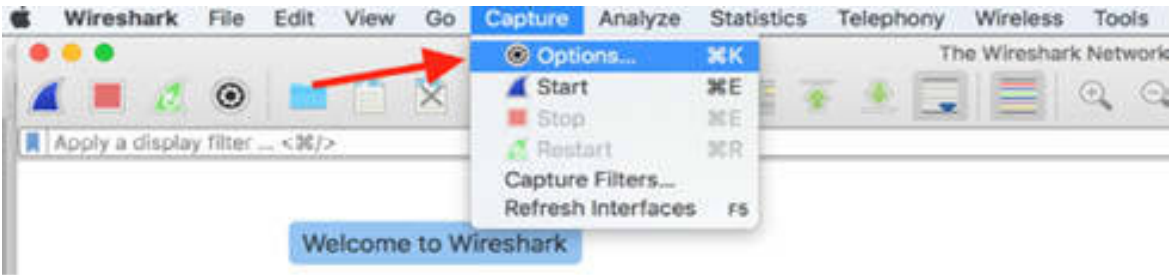 Wireshark File Edit View Go Capture Analyze Statistics Telephony Wireless Tools
Options... ⌘K
The Wireshark Network
Start ⌘E
Apply a display filter ... <⌘/>
Stop ⌘E
Restart ⌘R
Capture Filters...
Refresh Interfaces F5
Welcome to Wireshark